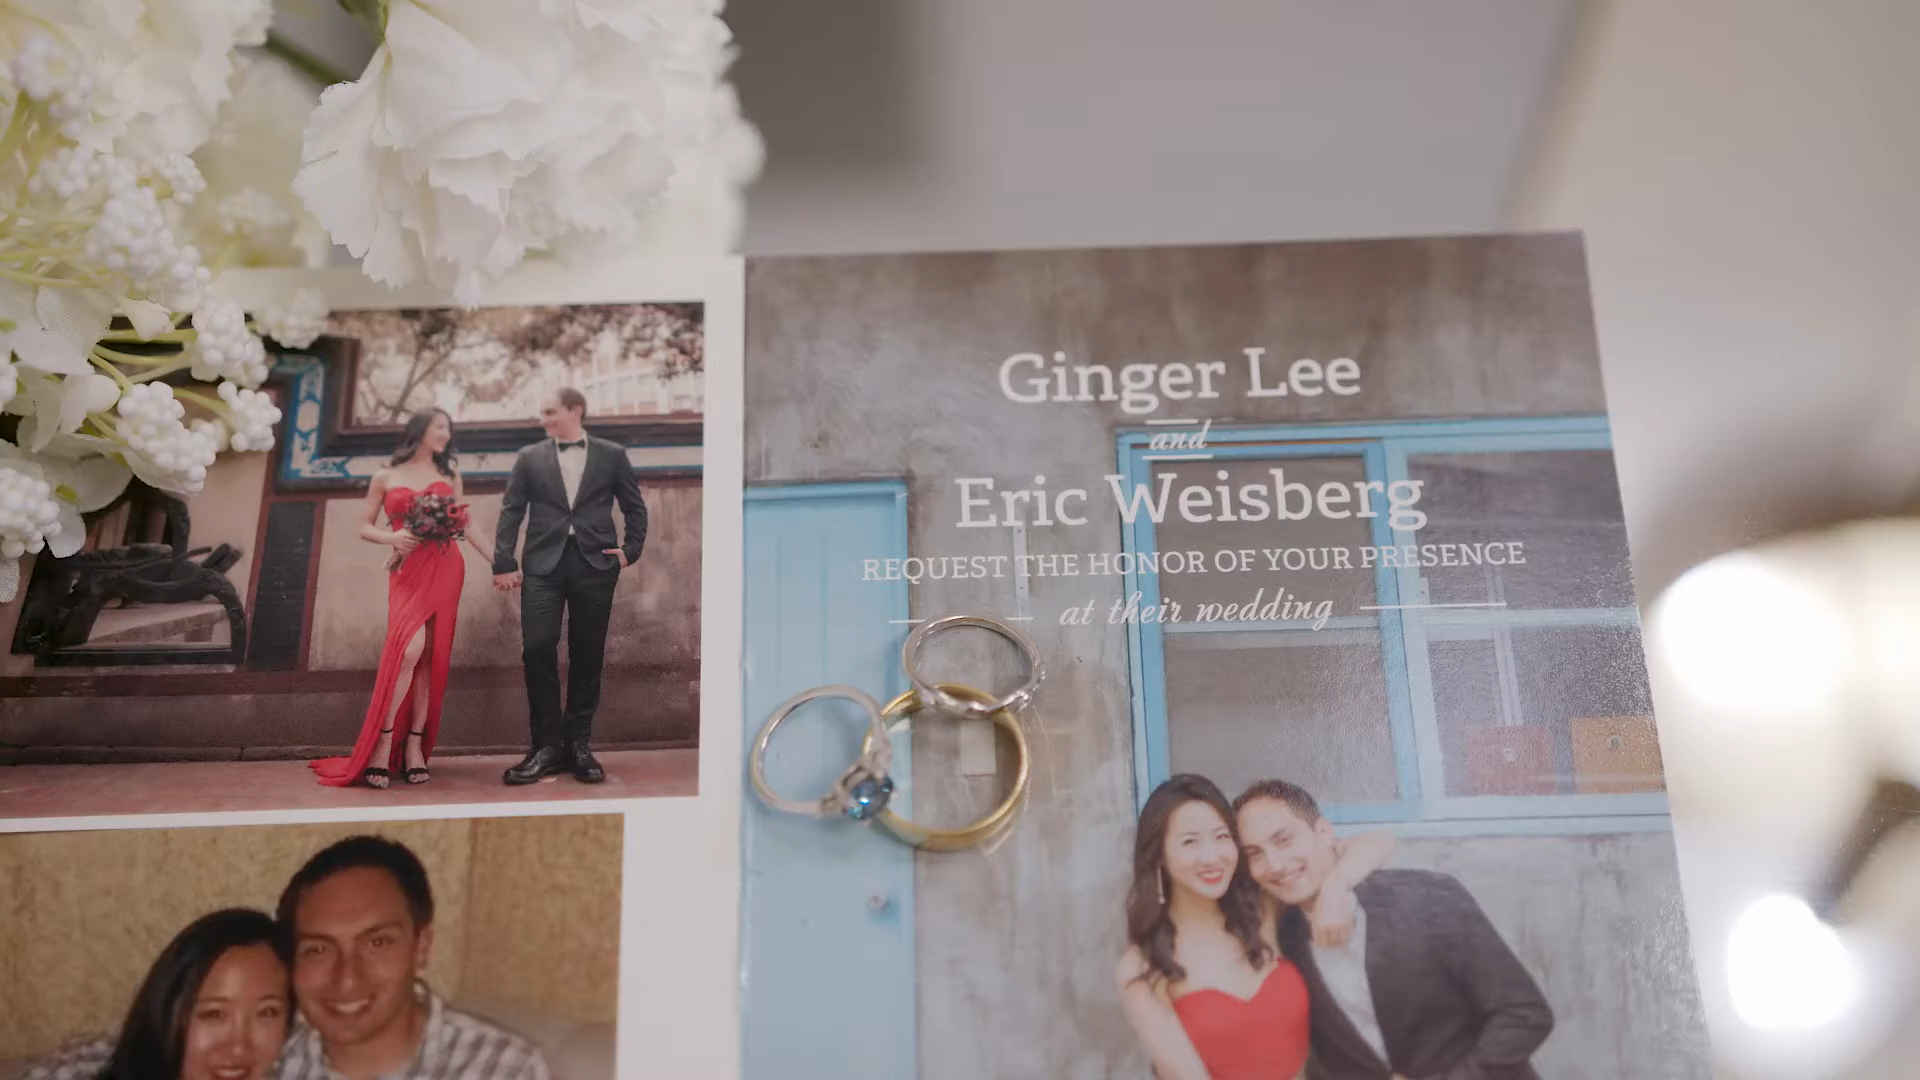 Ginger Lee
and
Eric Weisberg
REQUEST THE HONOR OF YOUR PRESENCE
at their wedding